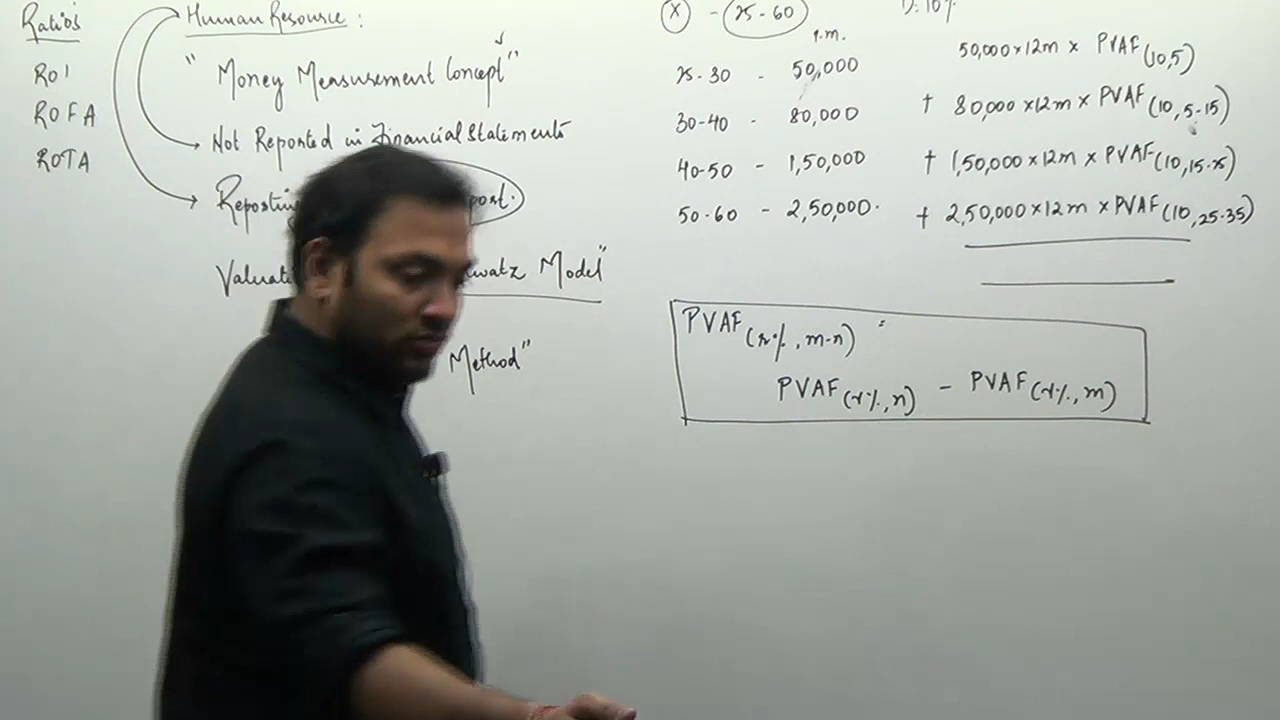 Ratios
ROI
ROFA
ROTA
Human Resource :
"Money Measurement Concept"
Not Reported in Financial Statements
Reporting
Model"
Method"
X - 25-60
D: 10%
p.m.
25-30 - 50,000
30-40 - 80,000
40-50 - 1,50,000
50-60 - 2,50,000.
50,000 x 12m x PVAF(10,5)
+ 80,000 x 12m x PVAF(10,5-15)
+ 1,50,000 x 12m x PVAF(10,15-25)
+ 2,50,000 x 12m x PVAF(10,25-35)
PVAF(r%, m-n) =
PVAF(r%, n) - PVAF(r%, m)